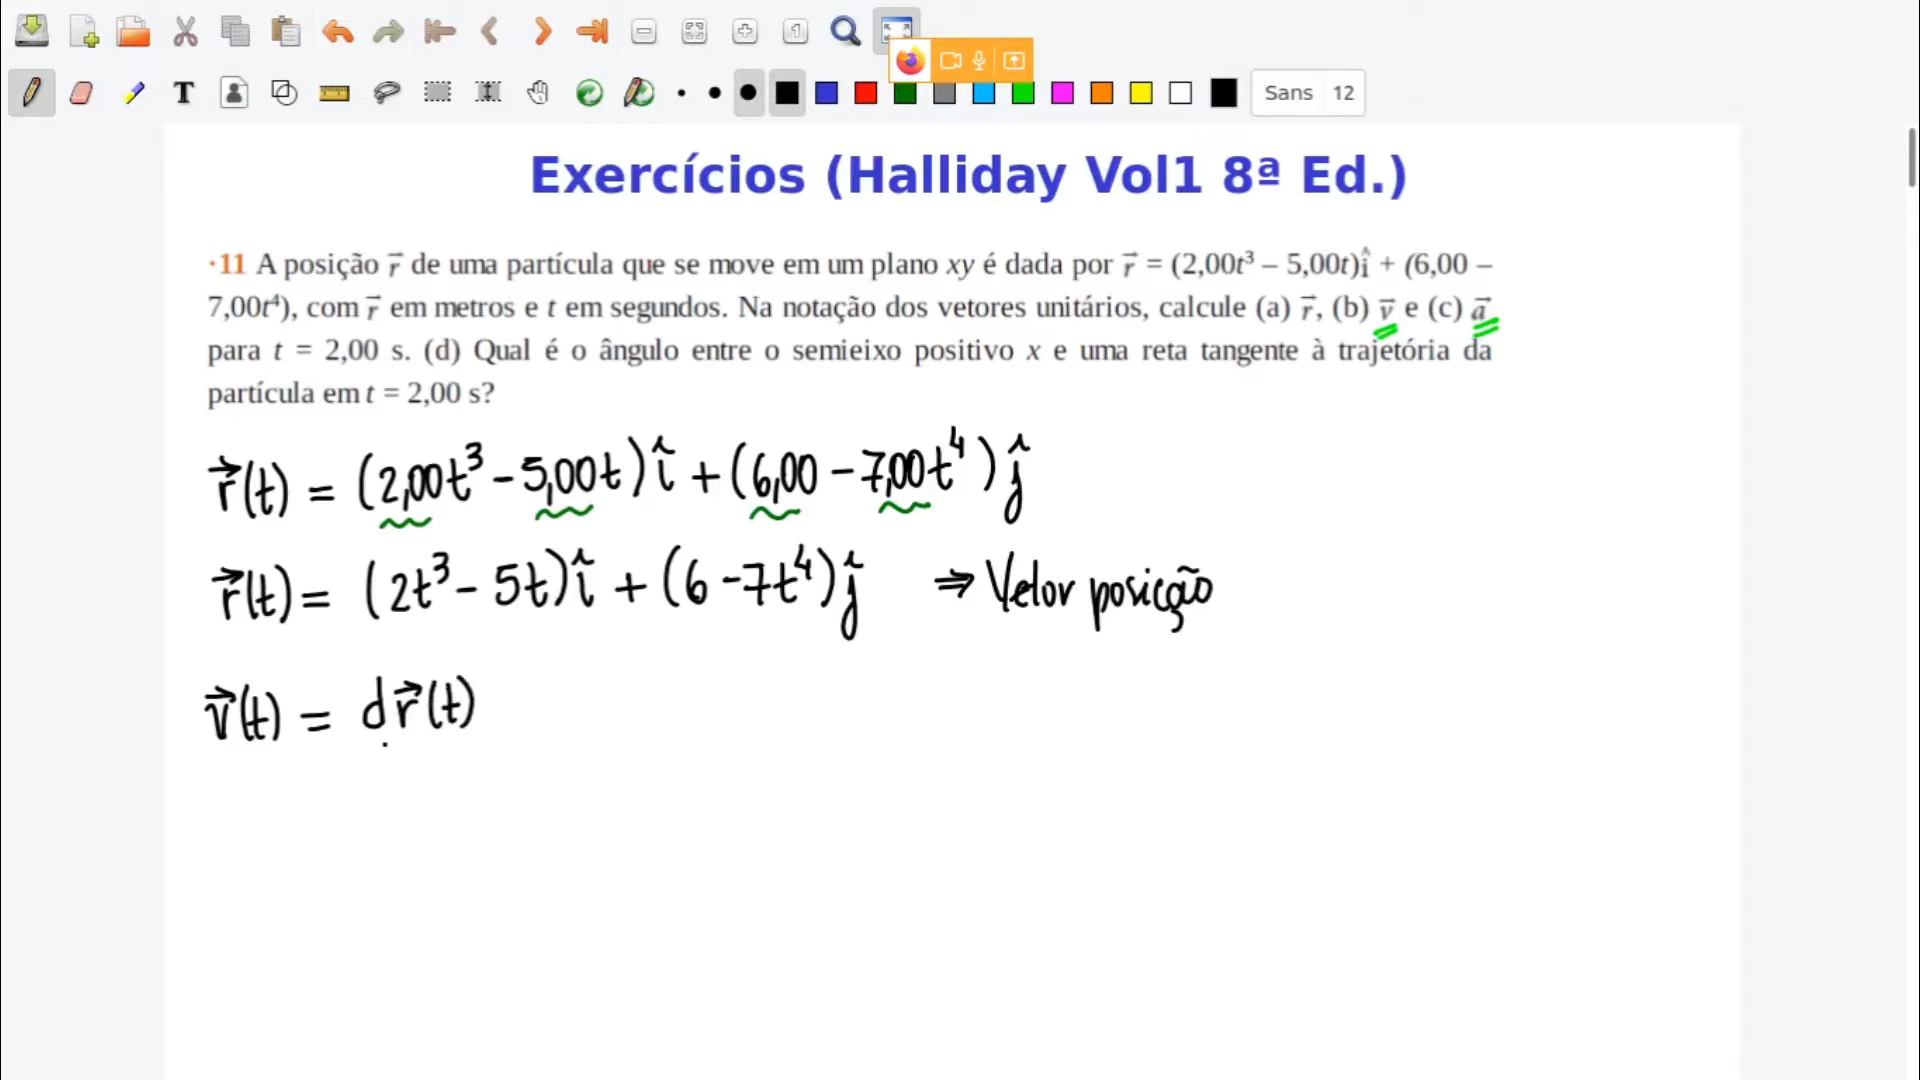 T
1
Sans 12
Exercícios (Halliday Vol1 8ª Ed.)
·11 A posição r⃗ de uma partícula que se move em um plano xy é dada por r⃗ = (2,00t³ – 5,00t)î + (6,00 –
7,00t⁴), com r⃗ em metros e t em segundos. Na notação dos vetores unitários, calcule (a) r⃗, (b) v⃗ e (c) a⃗
para t = 2,00 s. (d) Qual é o ângulo entre o semieixo positivo x e uma reta tangente à trajetória da
partícula em t = 2,00 s?
r⃗(t) = (2,00t³ - 5,00t)î + (6,00 - 7,00t⁴)ĵ
r⃗(t) = (2t³ - 5t)î + (6 - 7t⁴)ĵ ⇒ Vetor posição
v⃗(t) = dr⃗(t)